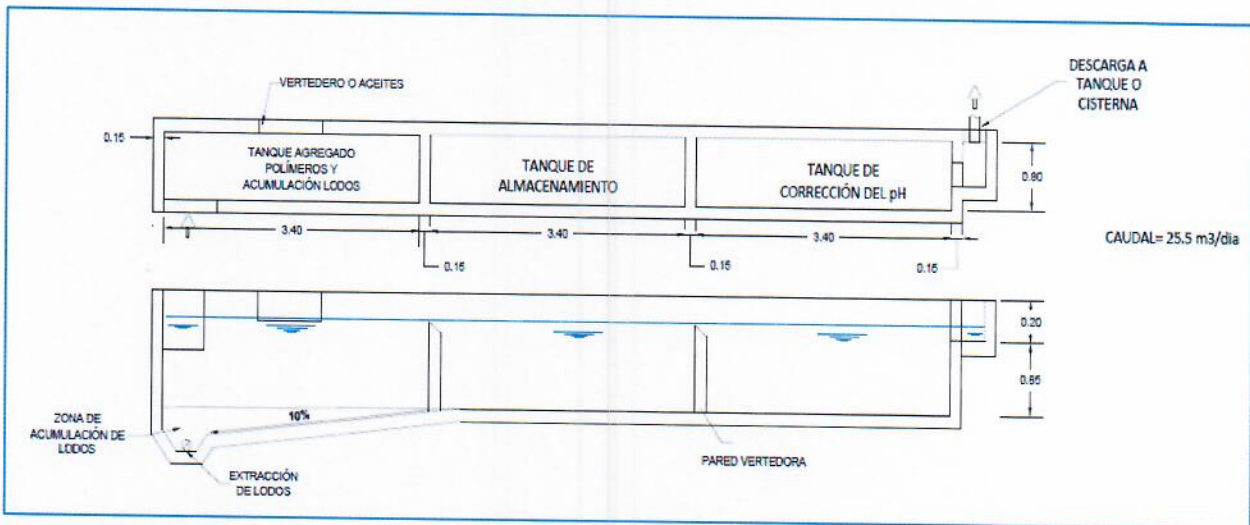 VERTEDERO O ACEITES
DESCARGA A
TANQUE O
CISTERNA
0.15
TANQUE AGREGADO
POLÍMEROS Y
ACUMULACIÓN LODOS
TANQUE DE
ALMACENAMIENTO
TANQUE DE
CORRECCIÓN DEL pH
0.80
3.40
3.40
3.40
0.15
0.15
0.15
CAUDAL= 25.5 m3/dia
0.20
0.85
10%
ZONA DE
ACUMULACIÓN DE
LODOS
EXTRACCIÓN
DE LODOS
PARED VERTEDORA